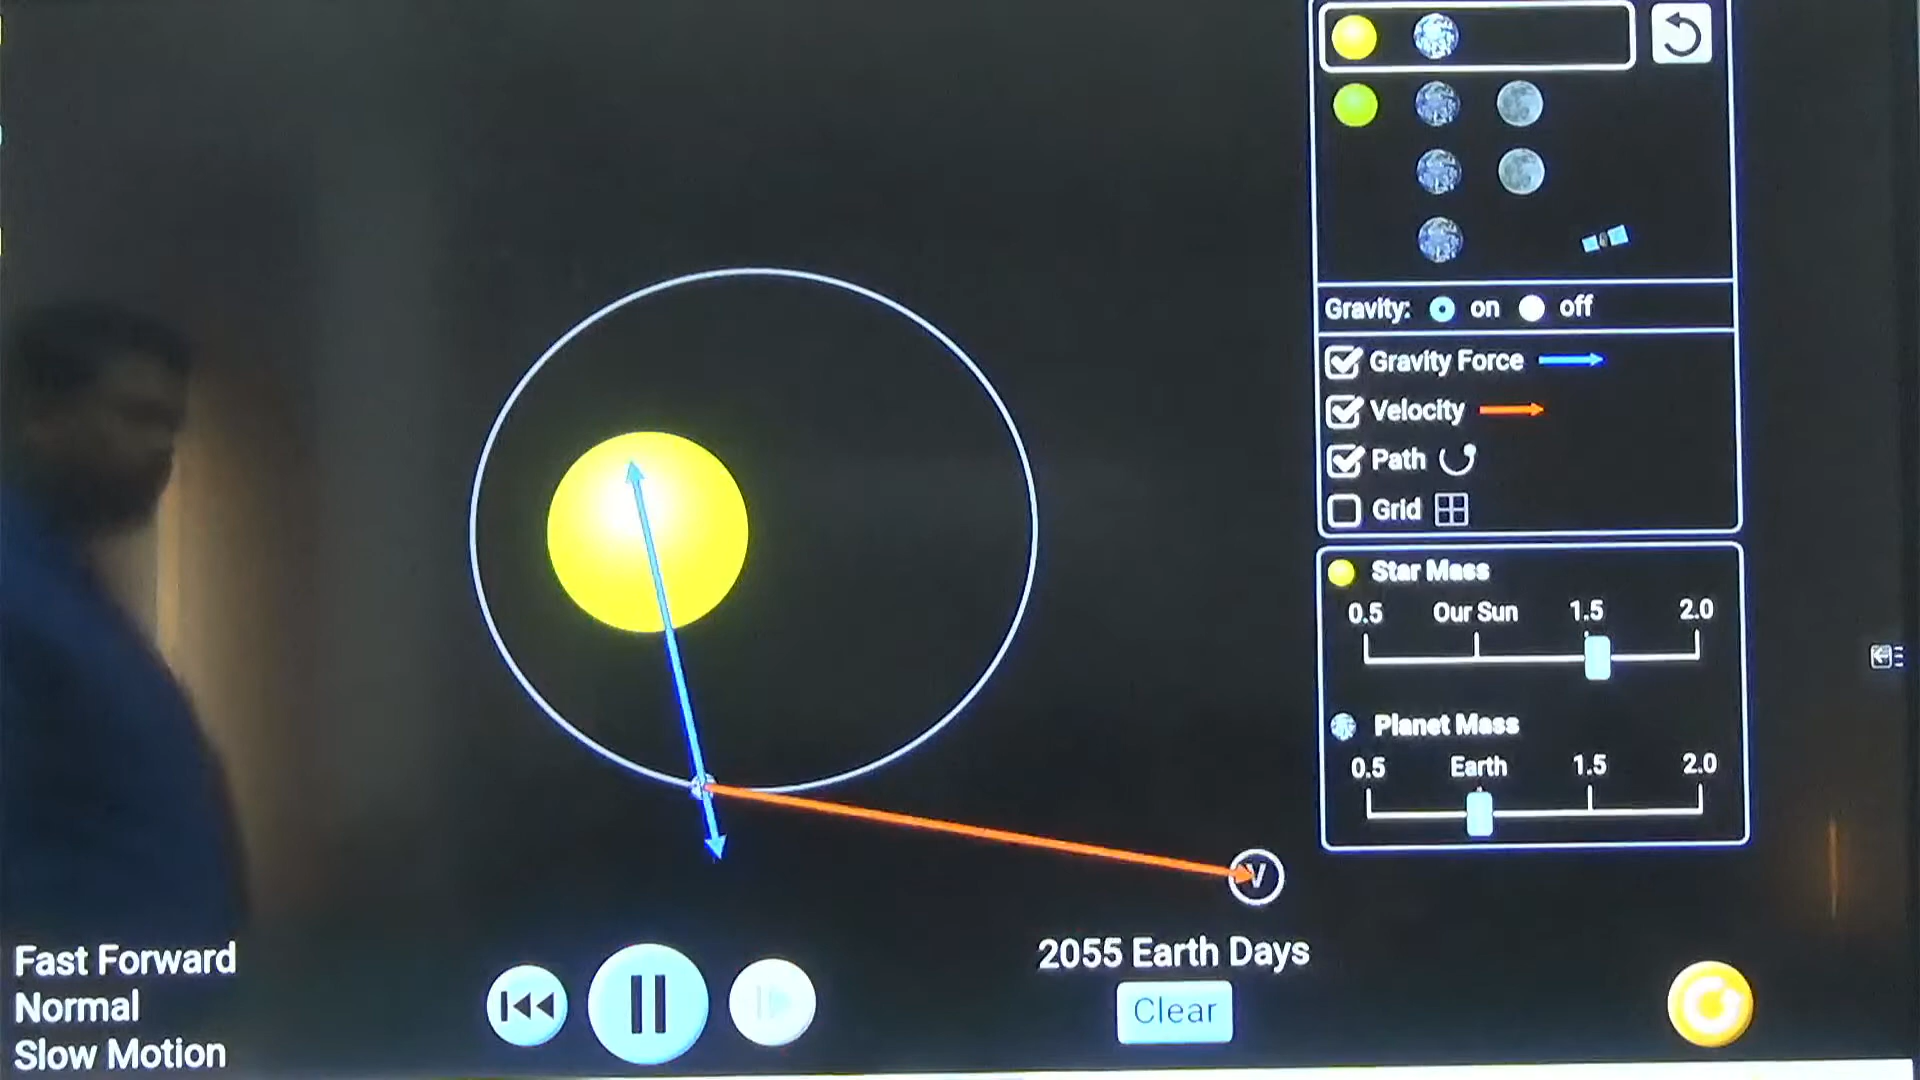 Gravity: on off
Gravity Force
Velocity
Path
Grid
Star Mass
0.5 Our Sun 1.5 2.0
Planet Mass
0.5 Earth 1.5 2.0
V
2055 Earth Days
Clear
Fast Forward
Normal
Slow Motion